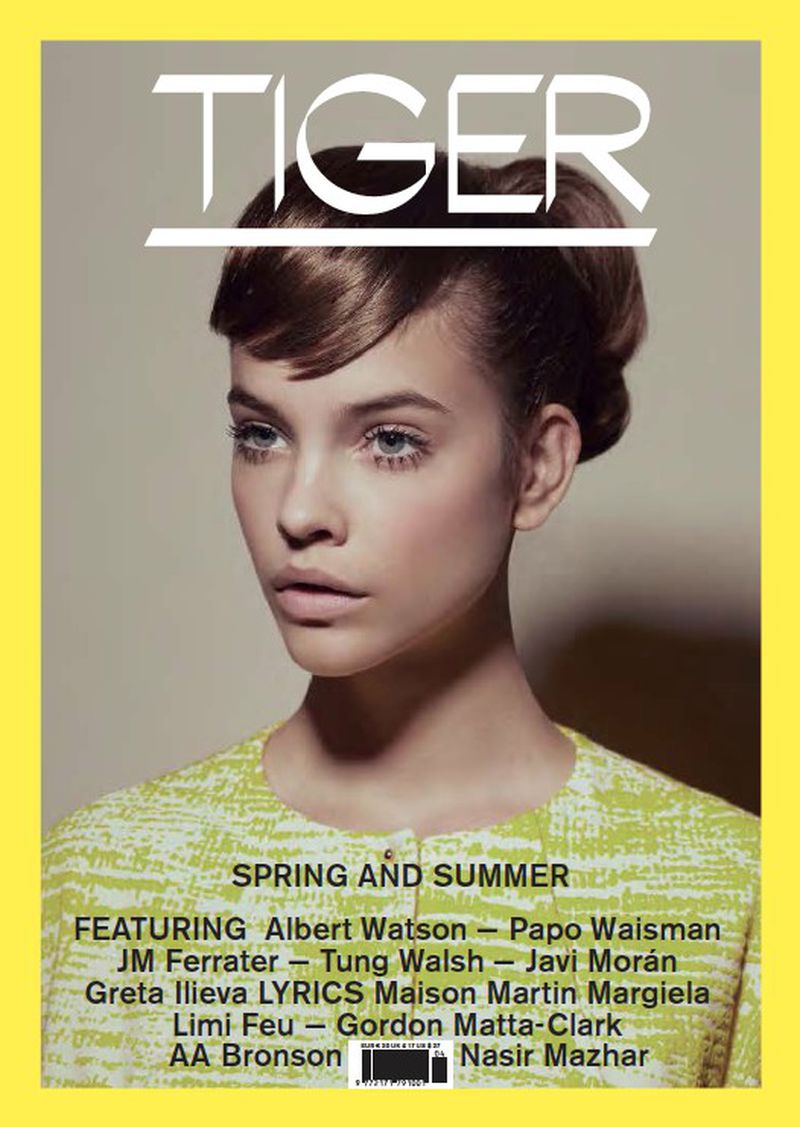 TIGER
SPRING AND SUMMER
FEATURING Albert Watson — Papo Waisman
JM Ferrater — Tung Walsh — Javi Morán
Greta Ilieva LYRICS Maison Martin Margiela
Limi Feu — Gordon Matta-Clark
AA Bronson Nasir Mazhar
04